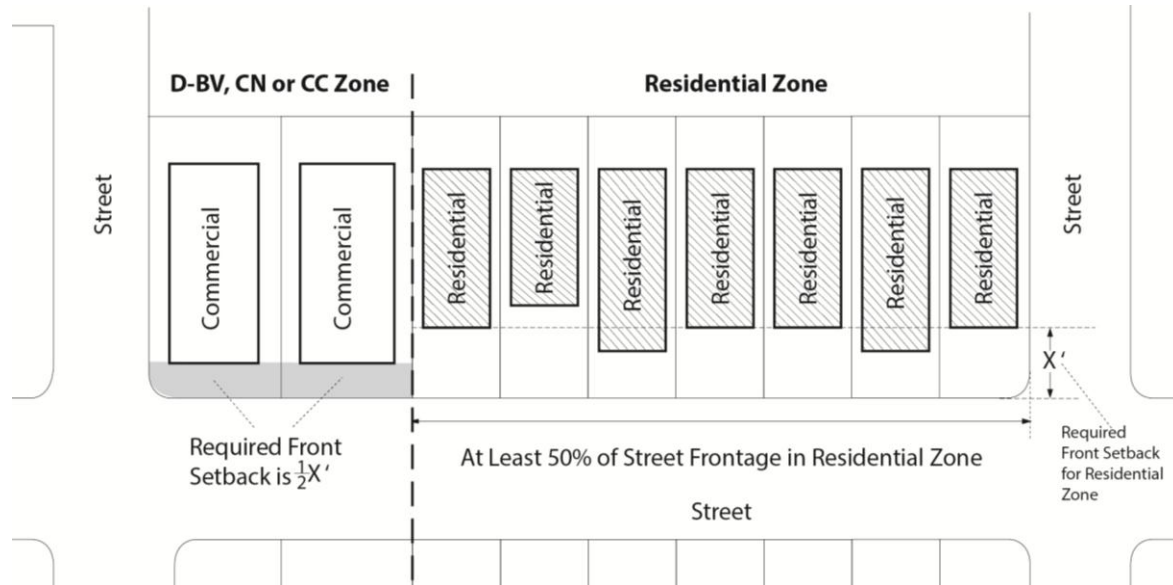 D-BV, CN or CC Zone
Residential Zone
Street
Commercial
Commercial
Residential
Residential
Residential
Residential
Residential
Residential
Residential
Street
X'
Required Front
Setback is ½X'
At Least 50% of Street Frontage in Residential Zone
Required
Front Setback
for Residential
Zone
Street